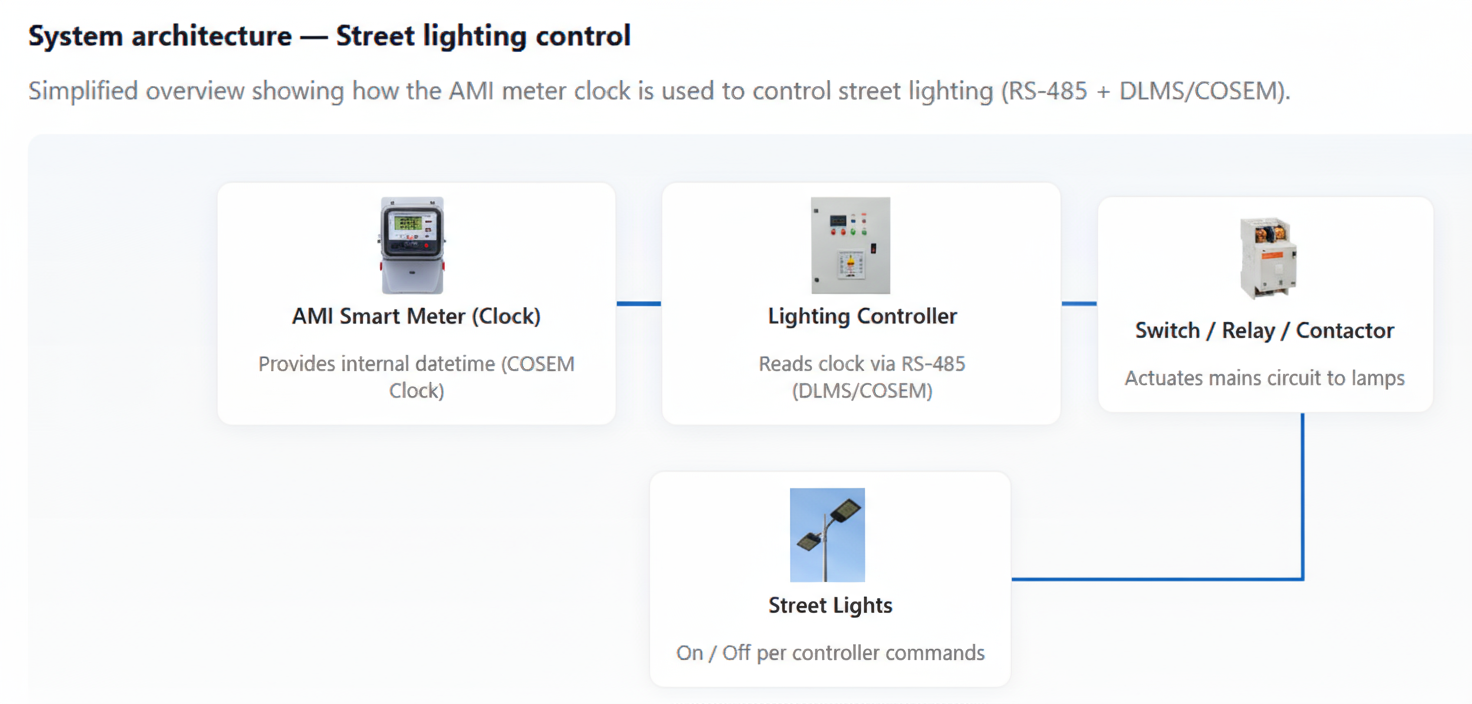 System architecture — Street lighting control
Simplified overview showing how the AMI meter clock is used to control street lighting (RS-485 + DLMS/COSEM).
AMI Smart Meter (Clock)
Provides internal datetime (COSEM
Clock)
Lighting Controller
Reads clock via RS-485
(DLMS/COSEM)
Switch / Relay / Contactor
Actuates mains circuit to lamps
Street Lights
On / Off per controller commands